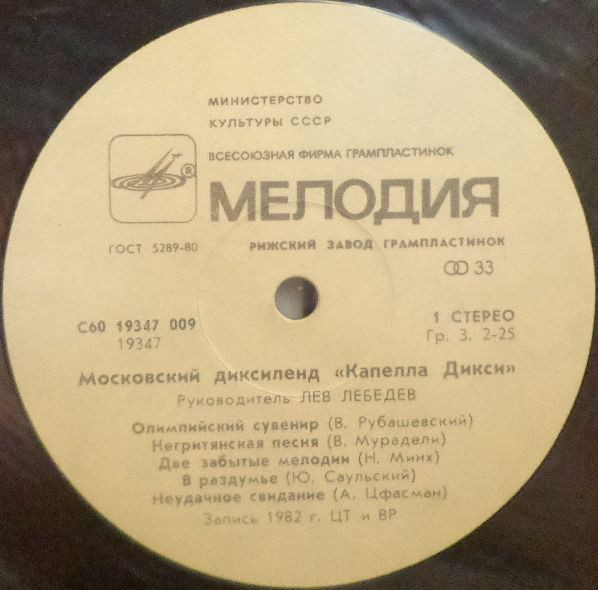 МИНИСТЕРСТВО
КУЛЬТУРЫ СССР
ВСЕСОЮЗНАЯ ФИРМА ГРАМПЛАСТИНОК
®
МЕЛОДИЯ
ГОСТ 5289-80 РИЖСКИЙ ЗАВОД ГРАМПЛАСТИНОК
33
С60 19347 009 1 СТЕРЕО
19347 Гр. 3. 2-25
Московский диксиленд «Капелла Дикси»
Руководитель ЛЕВ ЛЕБЕДЕВ
Олимпийский сувенир (В. Рубашевский)
Негритянская песня (В. Мурадели)
Две забытые мелодии (Н. Минх)
В раздумье (Ю. Саульский)
Неудачное свидание (А. Цфасман)
Запись 1982 г. ЦТ и ВР